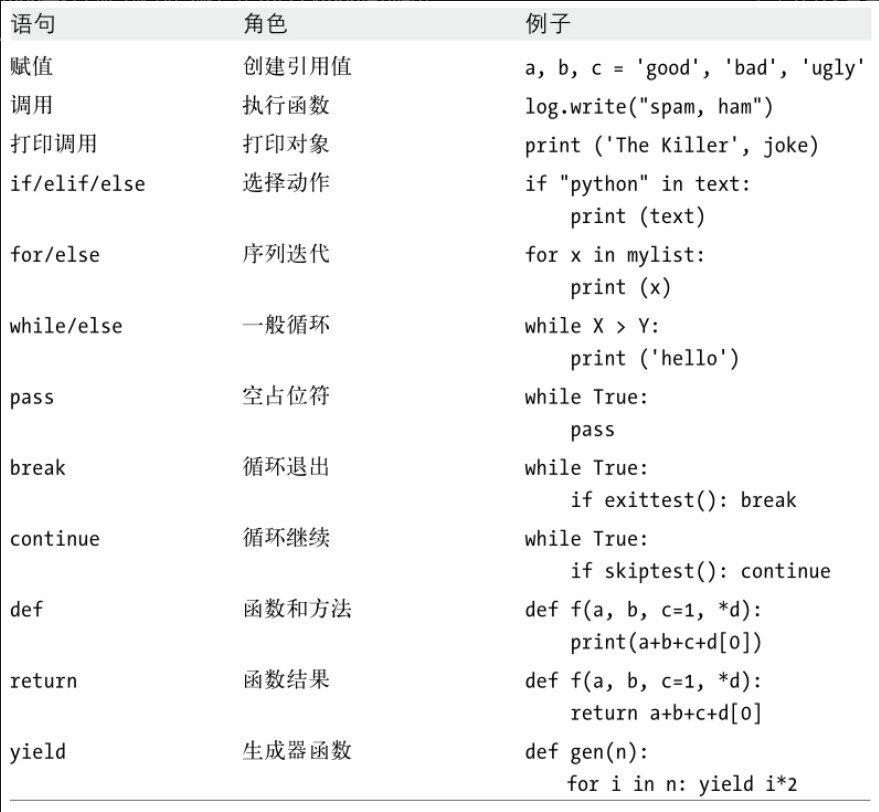 语句 角色 例子
赋值 创建引用值 a, b, c = 'good', 'bad', 'ugly'
调用 执行函数 log.write("spam, ham")
打印调用 打印对象 print ('The Killer', joke)
if/elif/else 选择动作 if "python" in text:
print (text)
for/else 序列迭代 for x in mylist:
print (x)
while/else 一般循环 while X > Y:
print ('hello')
pass 空占位符 while True:
pass
break 循环退出 while True:
if exittest(): break
continue 循环继续 while True:
if skiptest(): continue
def 函数和方法 def f(a, b, c=1, *d):
print(a+b+c+d[0])
return 函数结果 def f(a, b, c=1, *d):
return a+b+c+d[0]
yield 生成器函数 def gen(n):
for i in n: yield i*2